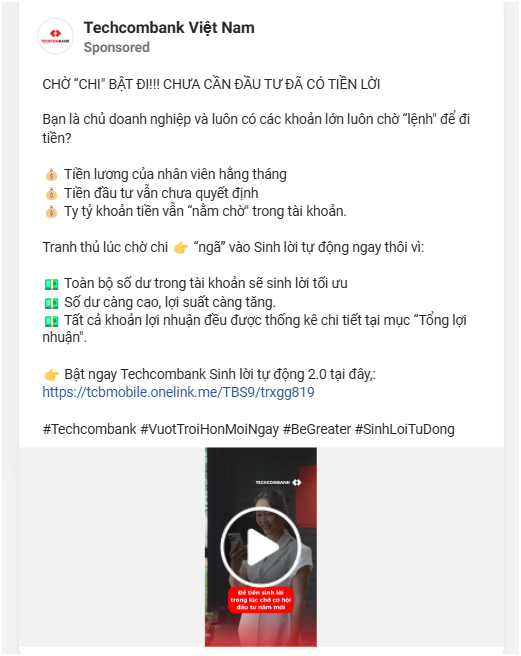 Techcombank Việt Nam
Sponsored
TECHCOMBANK
CHỜ “CHI" BẬT ĐI!!! CHƯA CẦN ĐẦU TƯ ĐÃ CÓ TIỀN LỜI
Bạn là chủ doanh nghiệp và luôn có các khoản lớn luôn chờ “lệnh" để đi
tiền?
💰 Tiền lương của nhân viên hằng tháng
💰 Tiền đầu tư vẫn chưa quyết định
💰 Ty tỷ khoản tiền vẫn “nằm chờ" trong tài khoản.
Tranh thủ lúc chờ chi 👉 “ngã” vào Sinh lời tự động ngay thôi vì:
💵 Toàn bộ số dư trong tài khoản sẽ sinh lời tối ưu
💵 Số dư càng cao, lợi suất càng tăng.
💵 Tất cả khoản lợi nhuận đều được thống kê chi tiết tại mục “Tổng lợi
nhuận".
👉 Bật ngay Techcombank Sinh lời tự động 2.0 tại đây,:
https://tcbmobile.onelink.me/TBS9/trxgg819
#Techcombank #VuotTroiHonMoiNgay #BeGreater #SinhLoiTuDong
TECHCOMBANK
Để tiền sinh lời
trong lúc chờ cơ hội
đầu tư năm mới